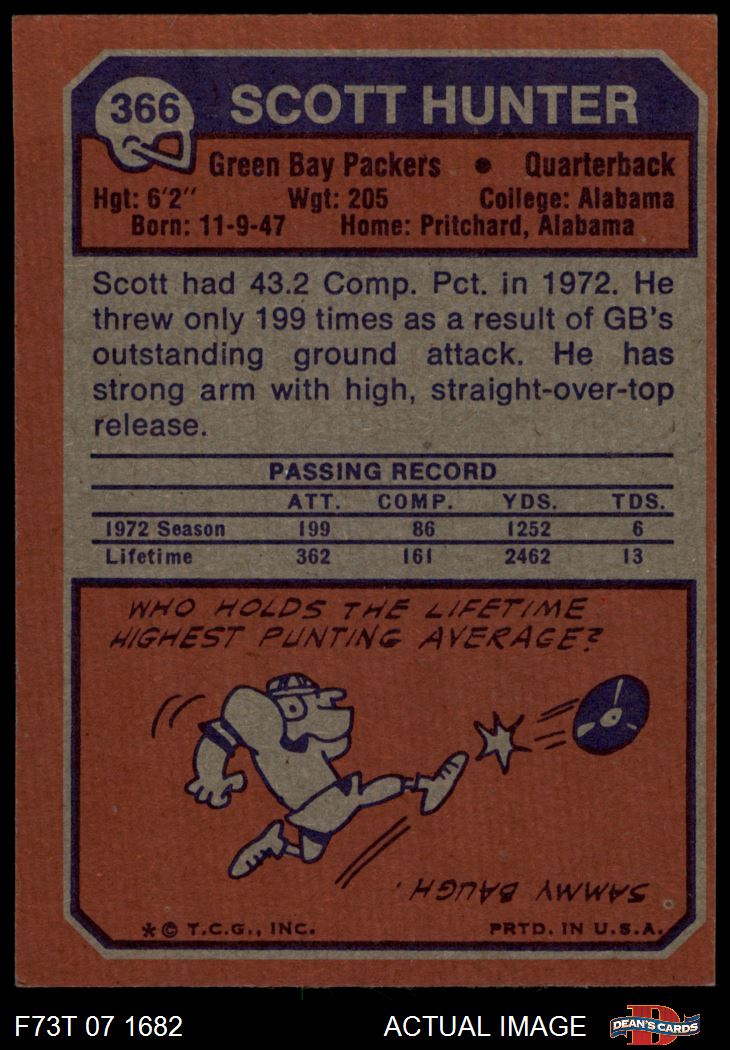 366 SCOTT HUNTER
Green Bay Packers • Quarterback
Hgt: 6'2" Wgt: 205 College: Alabama
Born: 11-9-47 Home: Pritchard, Alabama
Scott had 43.2 Comp. Pct. in 1972. He
threw only 199 times as a result of GB's
outstanding ground attack. He has
strong arm with high, straight-over-top
release.
PASSING RECORD
ATT. COMP. YDS. TDS.
1972 Season 199 86 1252 6
Lifetime 362 161 2462 13
WHO HOLDS THE LIFETIME
HIGHEST PUNTING AVERAGE?
SAMMY BAUGH.
*© T.C.G., INC. PRTD. IN U.S.A.
F73T 07 1682 ACTUAL IMAGE DEAN'S CARDS